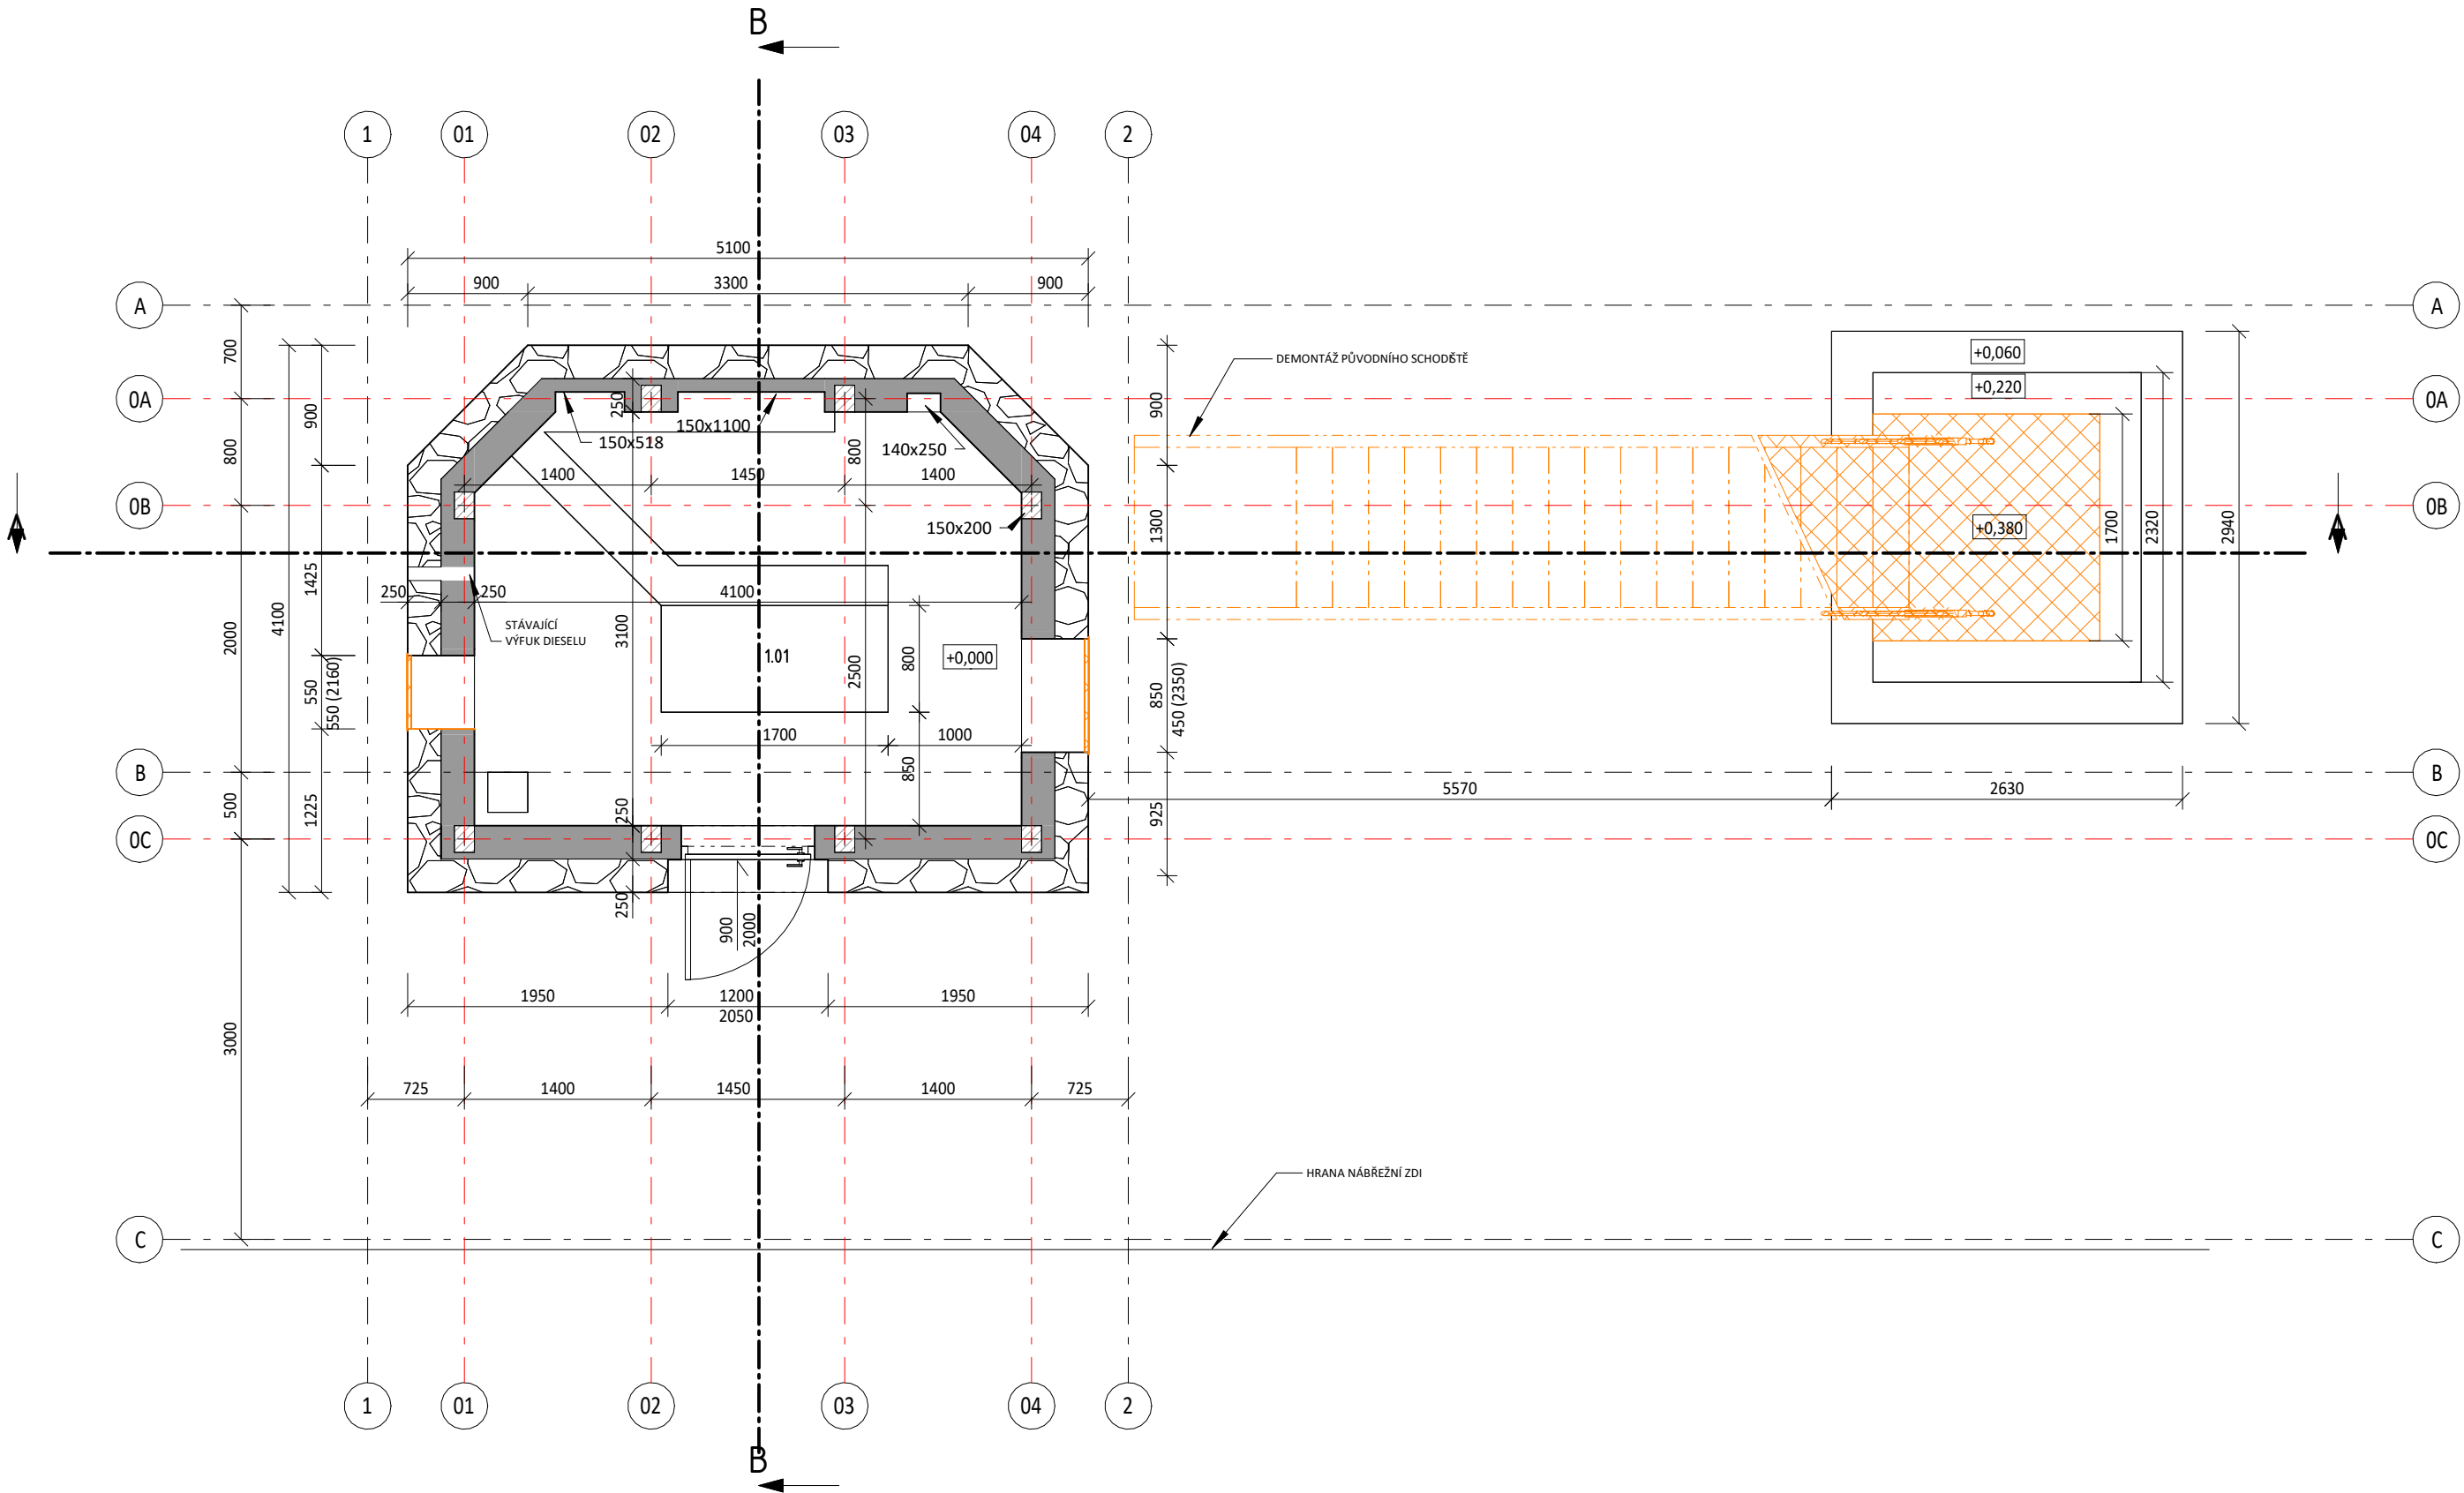 B
1
01
02
03
04
2
5100
900
3300
900
A
A
700
+0,060
DEMONTÁŽ PŮVODNÍHO SCHODIŠTĚ
+0,220
0A
0A
900
250
900
150x1100
150x518
800
800
140x250
1400
1450
1400
0B
0B
150x200
1300
+0,380
1700
2320
2940
A
A
1425
250
250
4100
4100
STÁVAJÍCÍ
VÝFUK DIESELU
2000
3100
1.01
+0,000
800
2500
550
550 (2160)
850
450 (2350)
1700
1000
B
B
850
5570
2630
500
1225
250
925
0C
0C
250
900
2000
1950
1200
1950
2050
3000
725
1400
1450
1400
725
HRANA NÁBŘEŽNÍ ZDI
C
C
1
01
02
03
04
2
B